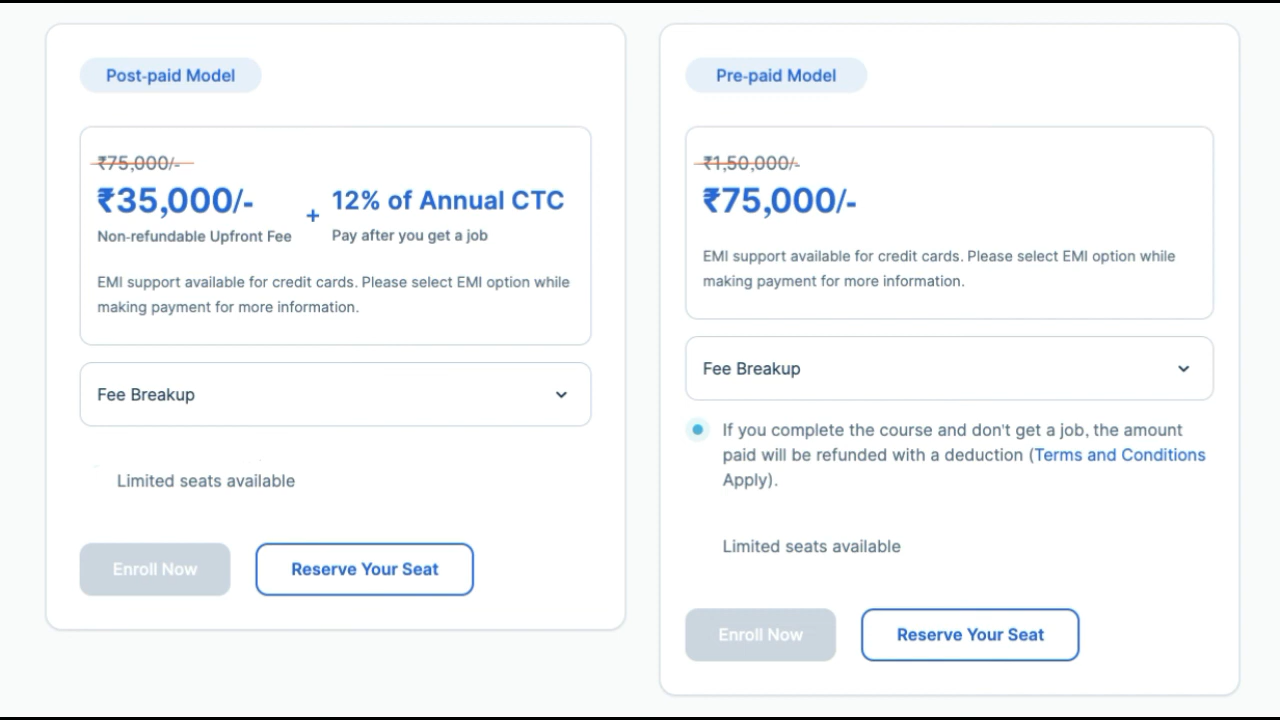 Post-paid Model
₹75,000/-
₹35,000/-
Non-refundable Upfront Fee
+
12% of Annual CTC
Pay after you get a job
EMI support available for credit cards. Please select EMI option while
making payment for more information.
Fee Breakup
Limited seats available
Enroll Now
Reserve Your Seat
Pre-paid Model
₹1,50,000/-
₹75,000/-
EMI support available for credit cards. Please select EMI option while
making payment for more information.
Fee Breakup
If you complete the course and don't get a job, the amount
paid will be refunded with a deduction (Terms and Conditions
Apply).
Limited seats available
Enroll Now
Reserve Your Seat